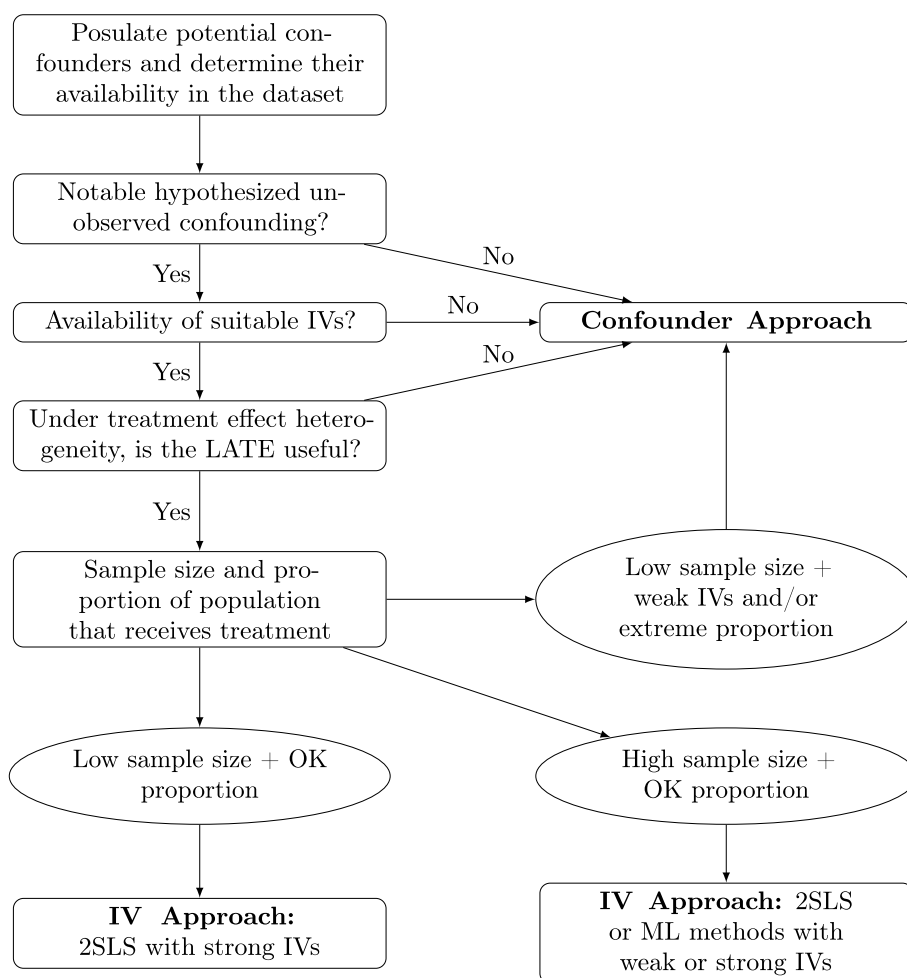 Posulate potential con-
founders and determine their
availability in the dataset
Notable hypothesized un-
observed confounding?
No
Yes
Availability of suitable IVs?
No
Confounder Approach
Yes
No
Under treatment effect hetero-
geneity, is the LATE useful?
Yes
Sample size and pro-
portion of population
that receives treatment
Low sample size +
weak IVs and/or
extreme proportion
Low sample size + OK
proportion
High sample size +
OK proportion
IV Approach:
2SLS with strong IVs
IV Approach: 2SLS
or ML methods with
weak or strong IVs